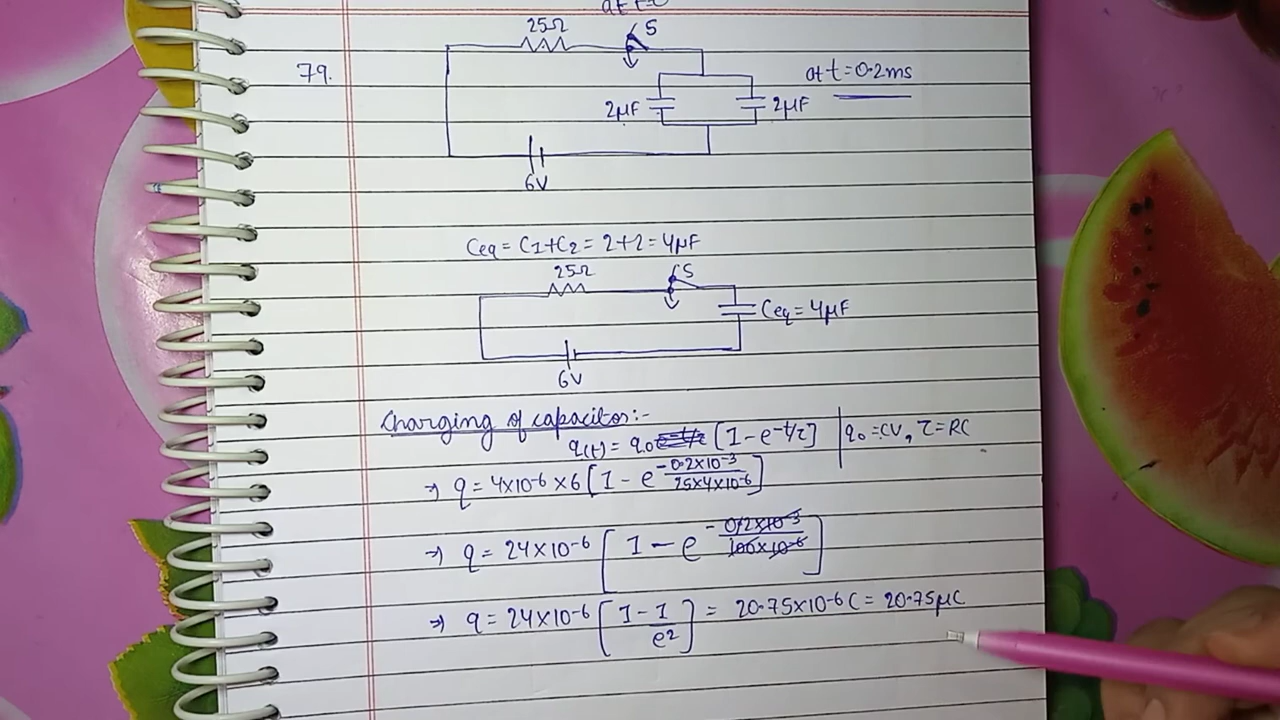 at t=0
25Ω S
79. at t=0.2ms
2μF 2μF
6V
Ceq = C1+C2 = 2+2 = 4μF
25Ω S
Ceq = 4μF
6V
Charging of capacitor:-
q(t) = q0 [1-e^-t/τ] | q0=CV, τ=RC
⇒ q = 4×10^-6 × 6 [1 - e^-(0.2×10^-3)/(25×4×10^-6)]
⇒ q = 24×10^-6 [1 - e^-(0.2×10^-3)/(100×10^-6)]
⇒ q = 24×10^-6 [1 - 1/e^2] = 20.75×10^-6 C = 20.75μC